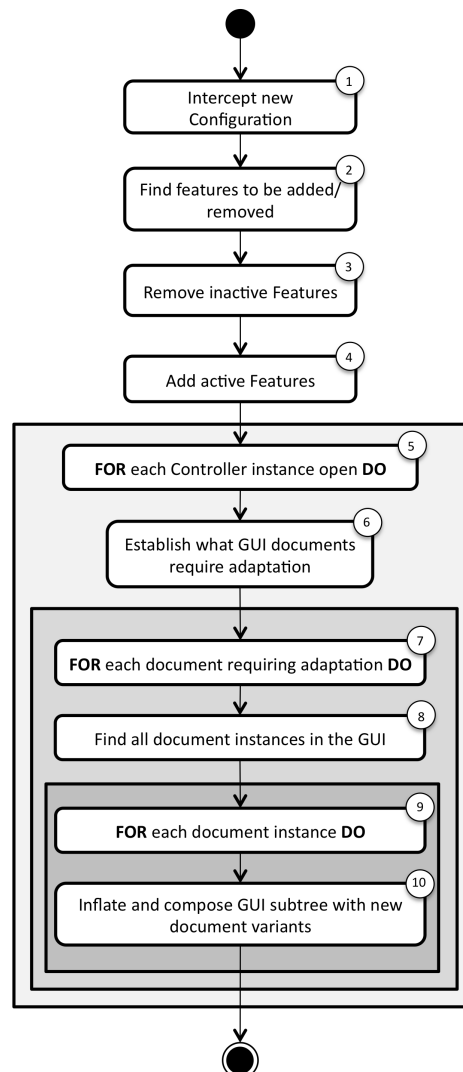 1
Intercept new
Configuration
2
Find features to be added/
removed
3
Remove inactive Features
4
Add active Features
5
FOR each Controller instance open DO
6
Establish what GUI documents
require adaptation
7
FOR each document requiring adaptation DO
8
Find all document instances in the GUI
9
FOR each document instance DO
10
Inflate and compose GUI subtree with new
document variants